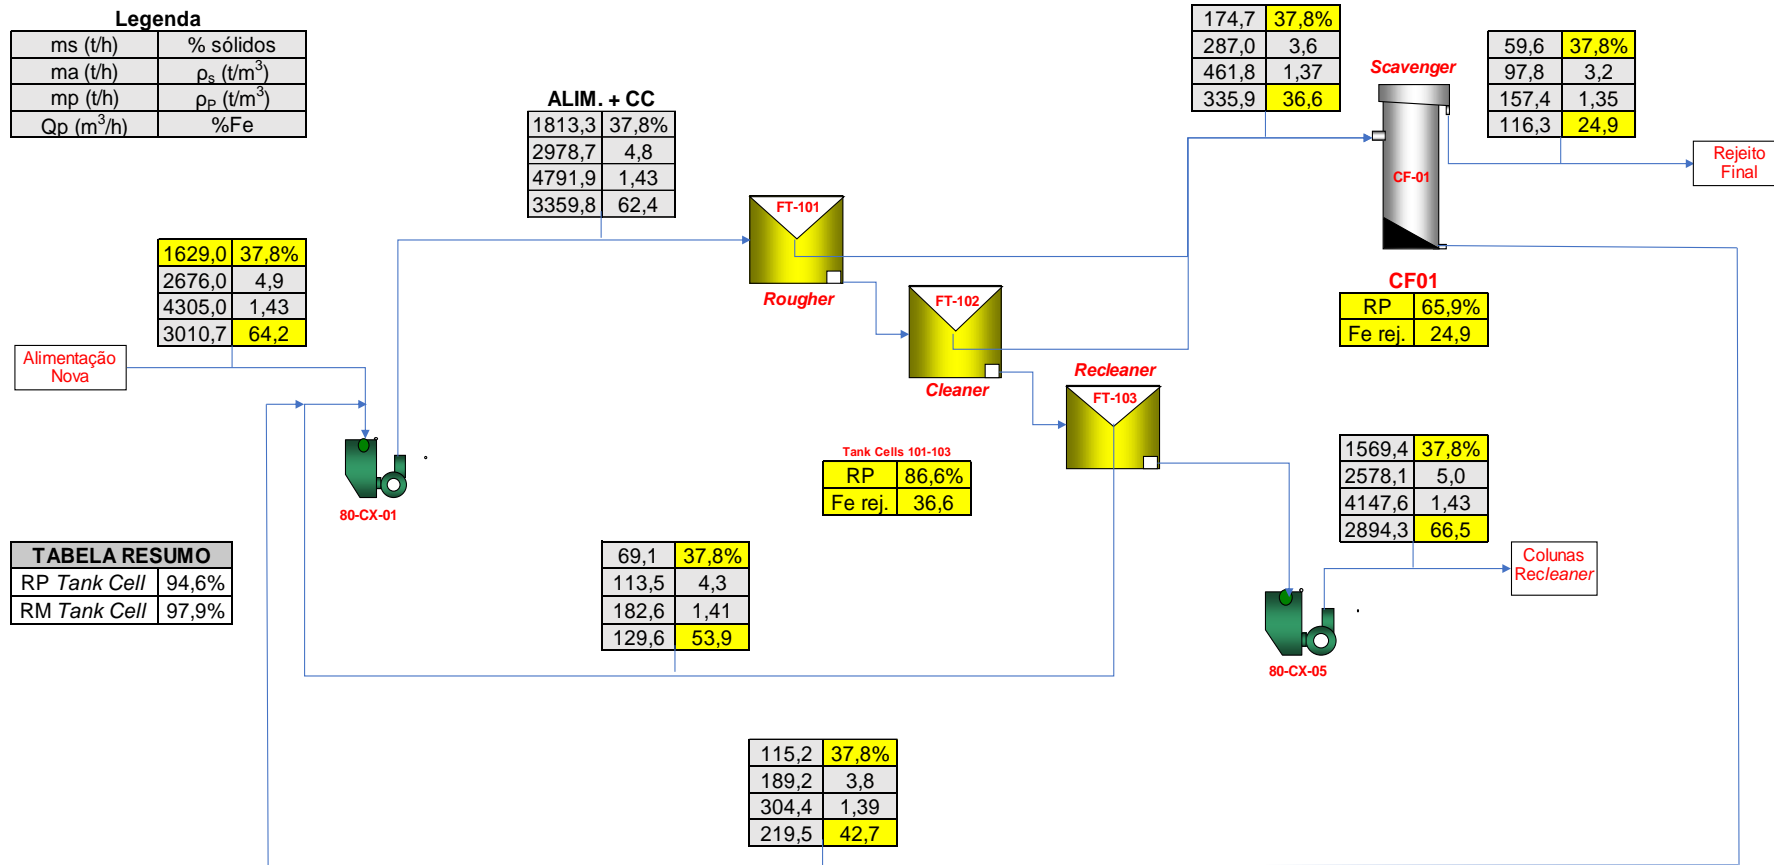 Legenda
ms (t/h) % sólidos
ma (t/h) ρs (t/m³)
mp (t/h) ρP (t/m³)
Qp (m³/h) %Fe
ALIM. + CC
1813,3 37,8%
2978,7 4,8
4791,9 1,43
3359,8 62,4
174,7 37,8%
287,0 3,6
461,8 1,37
335,9 36,6
Scavenger
CF-01
59,6 37,8%
97,8 3,2
157,4 1,35
116,3 24,9
Rejeito
Final
1629,0 37,8%
2676,0 4,9
4305,0 1,43
3010,7 64,2
Alimentação
Nova
80-CX-01
FT-101
Rougher
FT-102
Cleaner
Recleaner
FT-103
CF01
RP 65,9%
Fe rej. 24,9
Tank Cells 101-103
RP 86,6%
Fe rej. 36,6
1569,4 37,8%
2578,1 5,0
4147,6 1,43
2894,3 66,5
Colunas
Recleaner
80-CX-05
TABELA RESUMO
RP Tank Cell 94,6%
RM Tank Cell 97,9%
69,1 37,8%
113,5 4,3
182,6 1,41
129,6 53,9
115,2 37,8%
189,2 3,8
304,4 1,39
219,5 42,7